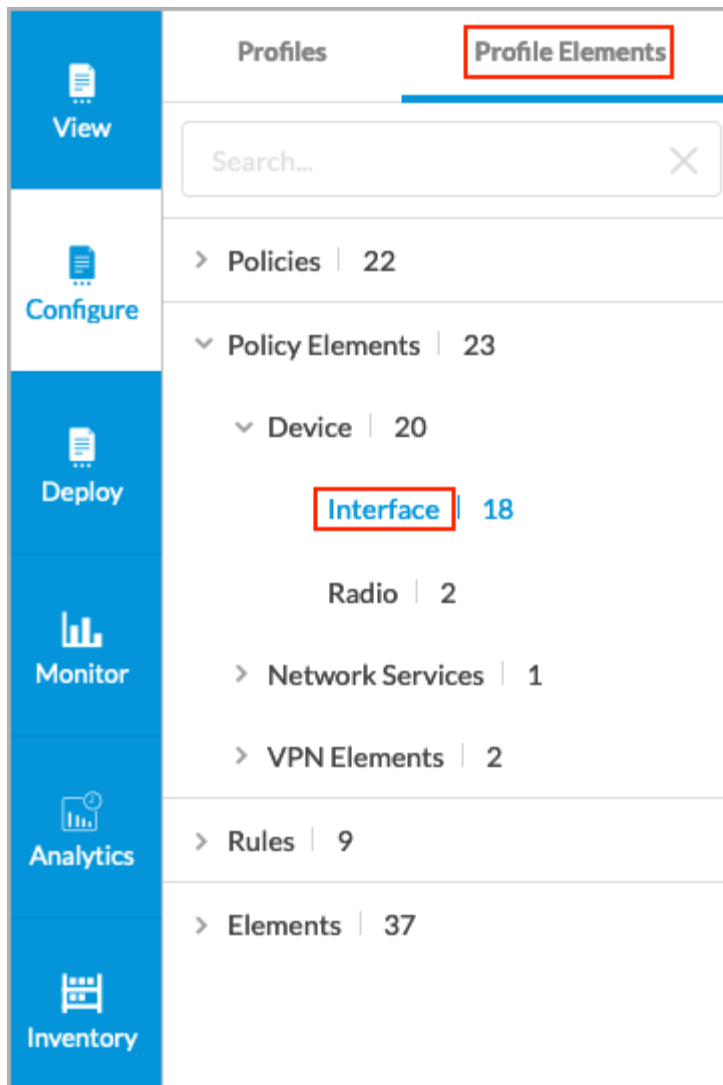 Profiles
Profile Elements
View
Search...
Policies 22
Configure
Policy Elements 23
Device 20
Deploy
Interface 18
Radio 2
Monitor
Network Services 1
VPN Elements 2
Analytics
Rules 9
Elements 37
Inventory